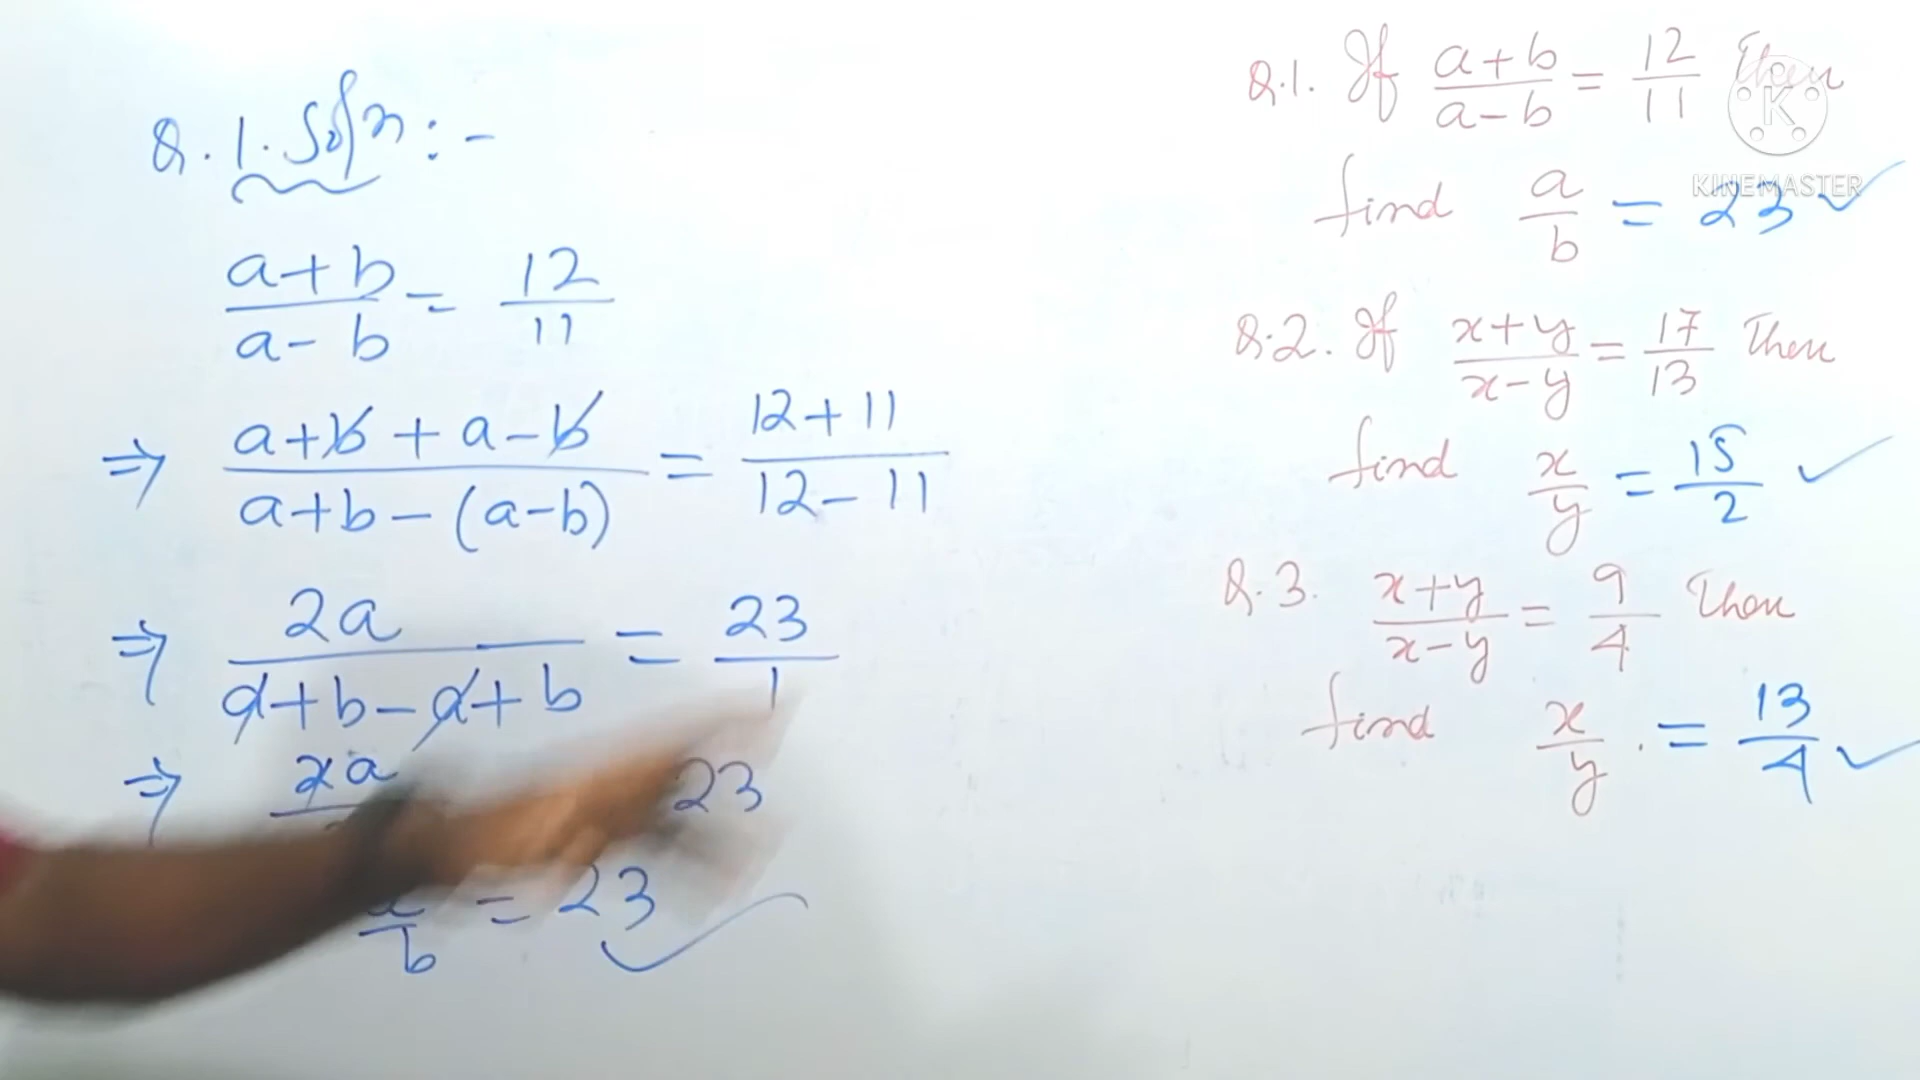 Q.1. Soln :-
a+b/a-b = 12/11
⇒ a+b+a-b/a+b-(a-b) = 12+11/12-11
⇒ 2a/a+b-a+b = 23/1
⇒ 2a 23
b = 23
Q.1. If a+b/a-b = 12/11 Then
find a/b = 23 ✓
Q.2. If x+y/x-y = 17/13 Then
find x/y = 15/2 ✓
Q.3. x+y/x-y = 9/4 Then
find x/y . = 13/4 ✓
KINEMASTER